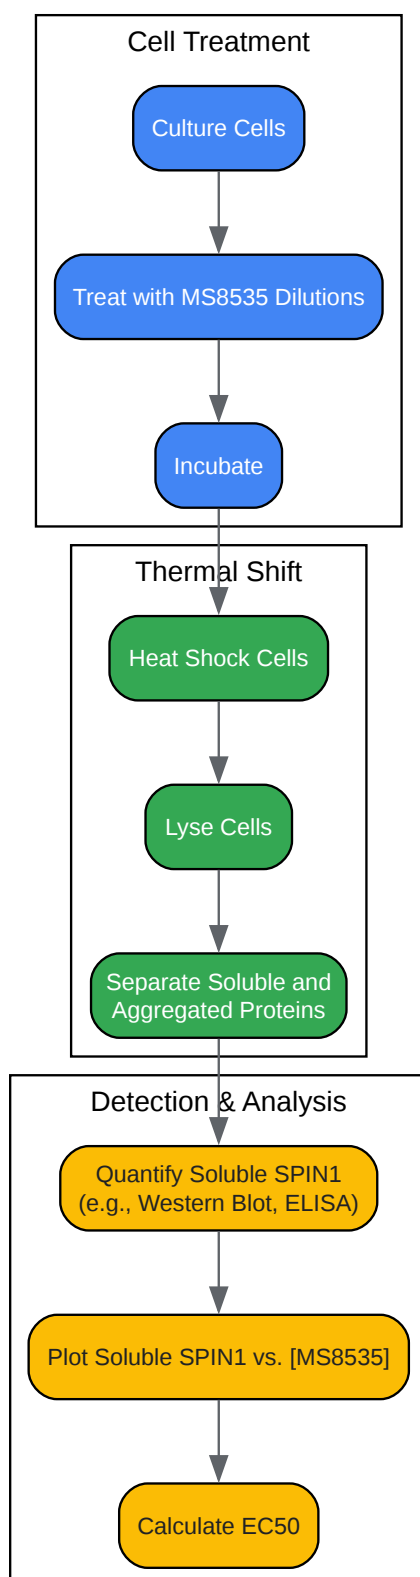 Cell Treatment
Culture Cells
Treat with MS8535 Dilutions
Incubate
Thermal Shift
Heat Shock Cells
Lyse Cells
Separate Soluble and
Aggregated Proteins
Detection & Analysis
Quantify Soluble SPIN1
(e.g., Western Blot, ELISA)
Plot Soluble SPIN1 vs. [MS8535]
Calculate EC50